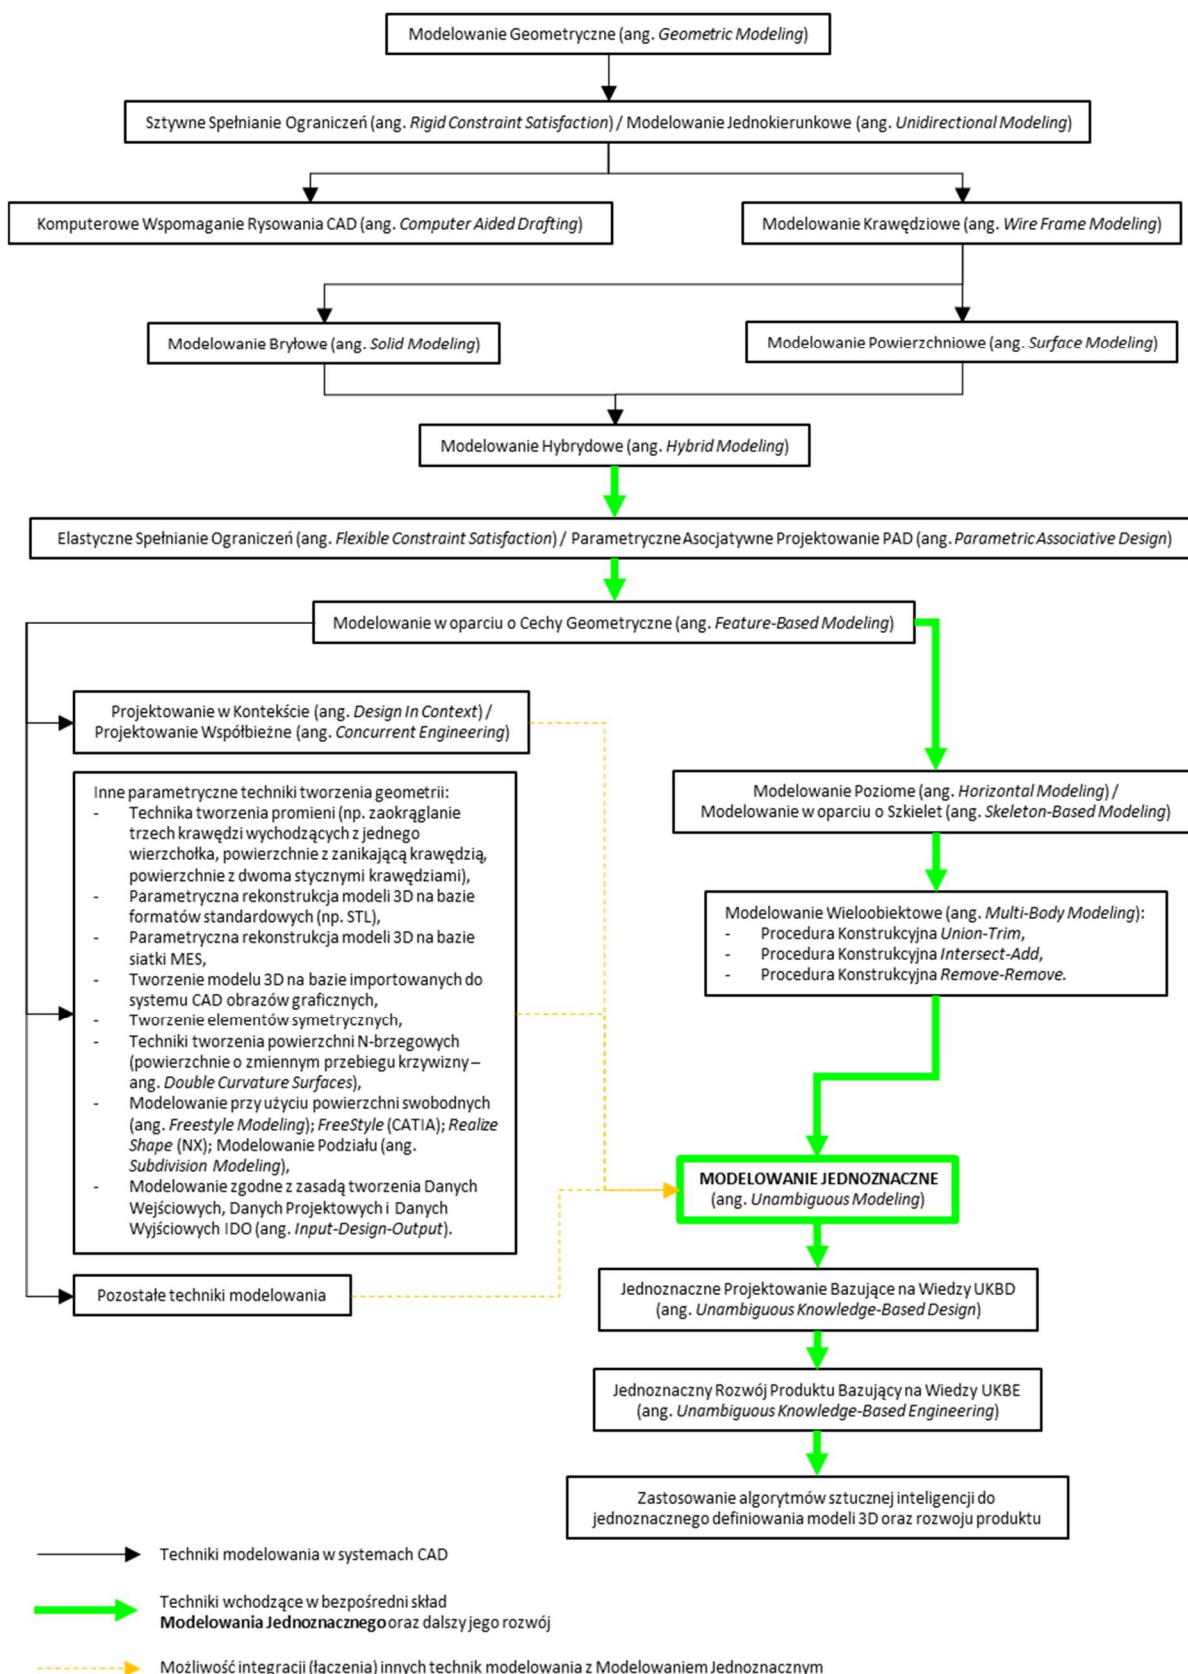 Modelowanie Geometryczne (ang. Geometric Modeling)
Sztywne Spełnianie Ograniczeń (ang. Rigid Constraint Satisfaction) / Modelowanie Jednokierunkowe (ang. Unidirectional Modeling)
Komputerowe Wspomaganie Rysowania CAD (ang. Computer Aided Drafting)
Modelowanie Krawędziowe (ang. Wire Frame Modeling)
Modelowanie Bryłowe (ang. Solid Modeling)
Modelowanie Powierzchniowe (ang. Surface Modeling)
Modelowanie Hybrydowe (ang. Hybrid Modeling)
Elastyczne Spełnianie Ograniczeń (ang. Flexible Constraint Satisfaction) / Parametryczne Asocjatywne Projektowanie PAD (ang. Parametric Associative Design)
Modelowanie w oparciu o Cechy Geometryczne (ang. Feature-Based Modeling)
Projektowanie w Kontekście (ang. Design In Context) /
Projektowanie Współbieżne (ang. Concurrent Engineering)
Inne parametryczne techniki tworzenia geometrii:
- Technika tworzenia promieni (np. zaokrąglanie
trzech krawędzi wychodzących z jednego
wierzchołka, powierzchnie z zanikającą krawędzią,
powierzchnie z dwoma stycznymi krawędziami),
- Parametryczna rekonstrukcja modeli 3D na bazie
formatów standardowych (np. STL),
- Parametryczna rekonstrukcja modeli 3D na bazie
siatki MES,
- Tworzenie modelu 3D na bazie importowanych do
systemu CAD obrazów graficznych,
- Tworzenie elementów symetrycznych,
- Techniki tworzenia powierzchni N-brzegowych
(powierzchnie o zmiennym przebiegu krzywizny –
ang. Double Curvature Surfaces),
- Modelowanie przy użyciu powierzchni swobodnych
(ang. Freestyle Modeling); FreeStyle (CATIA); Realize
Shape (NX); Modelowanie Podziału (ang.
Subdivision Modeling),
- Modelowanie zgodne z zasadą tworzenia Danych
Wejściowych, Danych Projektowych i Danych
Wyjściowych IDO (ang. Input-Design-Output).
Pozostałe techniki modelowania
Modelowanie Poziome (ang. Horizontal Modeling) /
Modelowanie w oparciu o Szkielet (ang. Skeleton-Based Modeling)
Modelowanie Wieloobiektowe (ang. Multi-Body Modeling):
- Procedura Konstrukcyjna Union-Trim,
- Procedura Konstrukcyjna Intersect-Add,
- Procedura Konstrukcyjna Remove-Remove.
MODELOWANIE JEDNOZNACZNE
(ang. Unambiguous Modeling)
Jednoznaczne Projektowanie Bazujące na Wiedzy UKBD
(ang. Unambiguous Knowledge-Based Design)
Jednoznaczny Rozwój Produktu Bazujący na Wiedzy UKBE
(ang. Unambiguous Knowledge-Based Engineering)
Zastosowanie algorytmów sztucznej inteligencji do
jednoznacznego definiowania modeli 3D oraz rozwoju produktu
Techniki modelowania w systemach CAD
Techniki wchodzące w bezpośredni skład
Modelowania Jednoznacznego oraz dalszy jego rozwój
Możliwość integracji (łączenia) innych technik modelowania z Modelowaniem Jednoznacznym